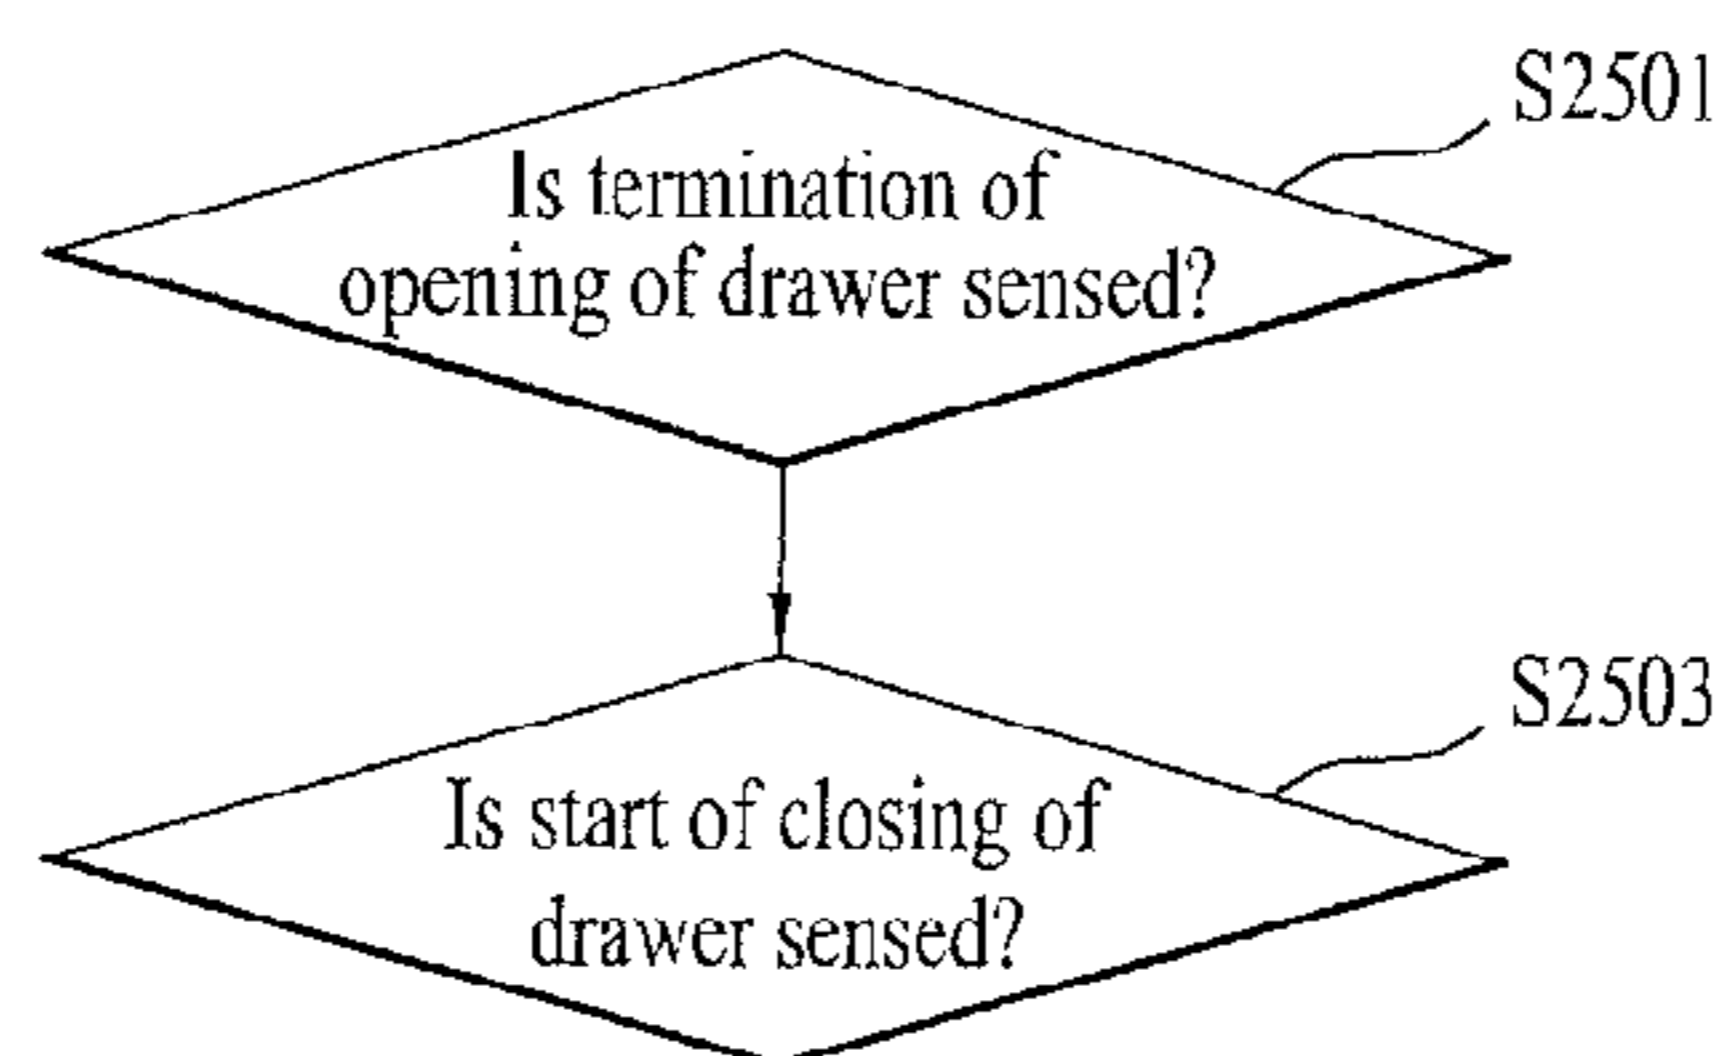 S2501
Is termination of
opening of drawer sensed?
S2503
Is start of closing of
drawer sensed?